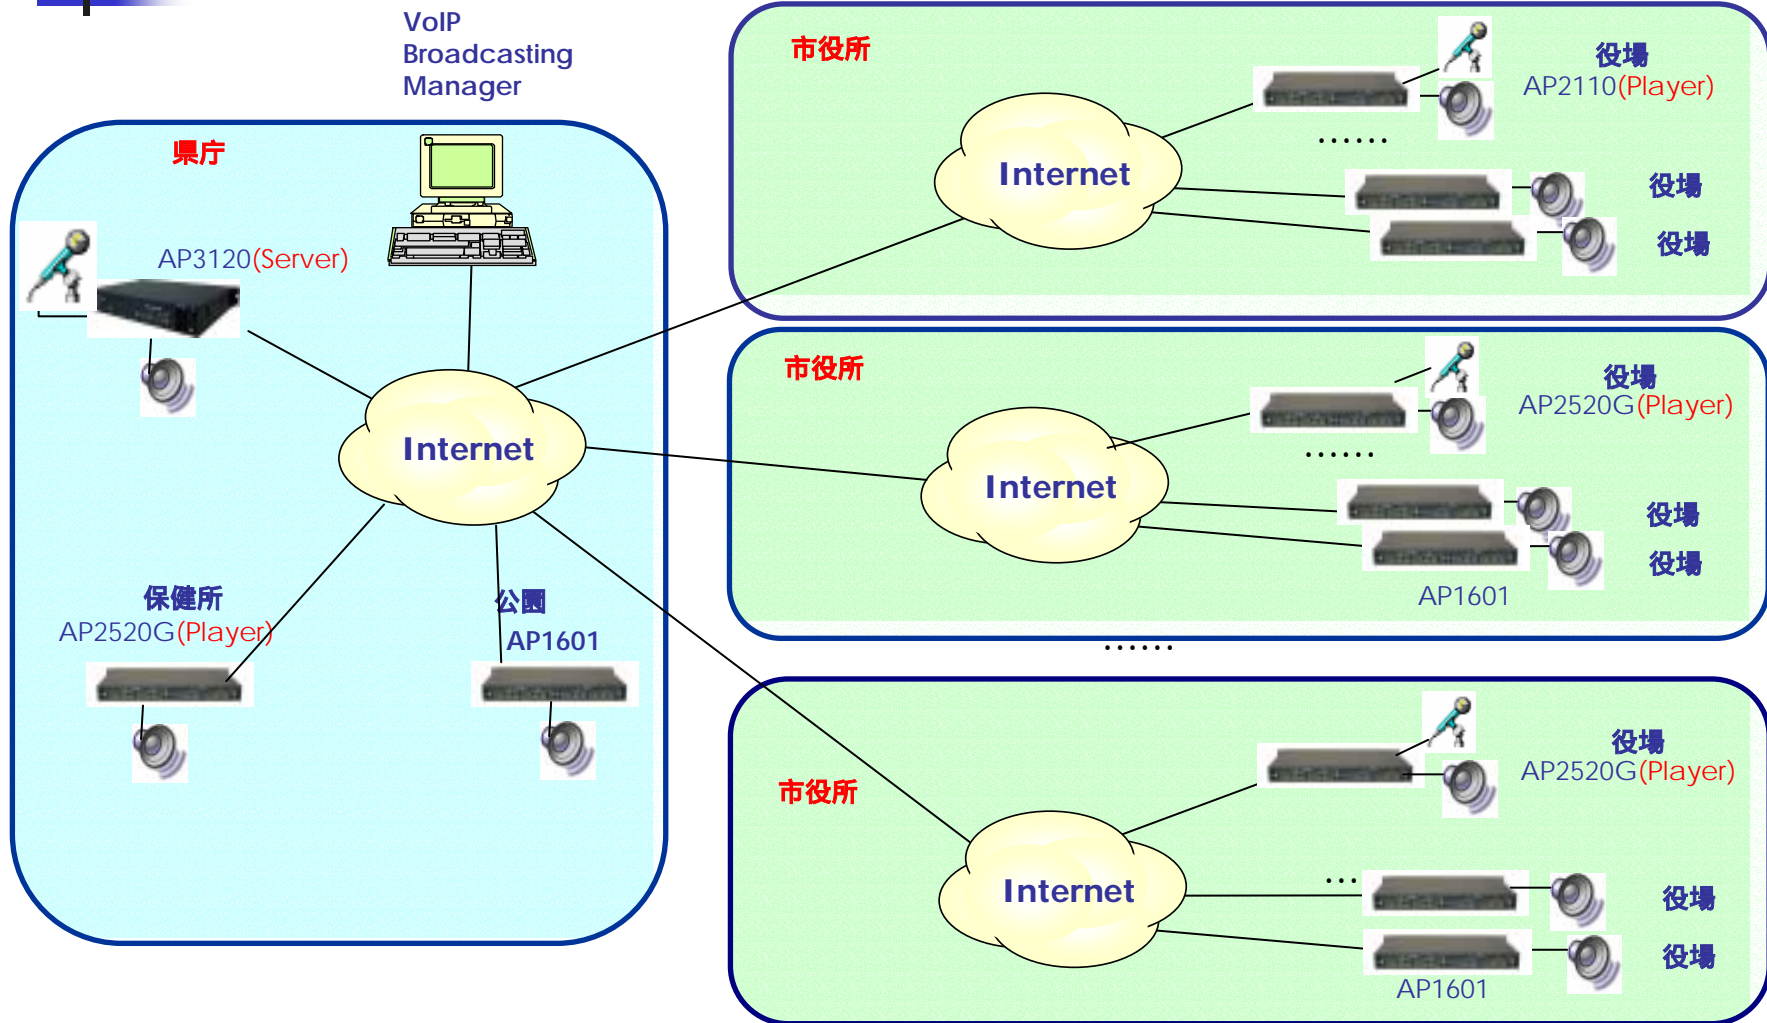 VoIP
Broadcasting
Manager
県庁
AP3120(Server)
Internet
保健所
AP2520G(Player)
公園
AP1601
市役所
役場
AP2110(Player)
......
Internet
役場
役場
市役所
役場
AP2520G(Player)
......
Internet
役場
役場
AP1601
......
市役所
役場
AP2520G(Player)
Internet
...
役場
役場
AP1601